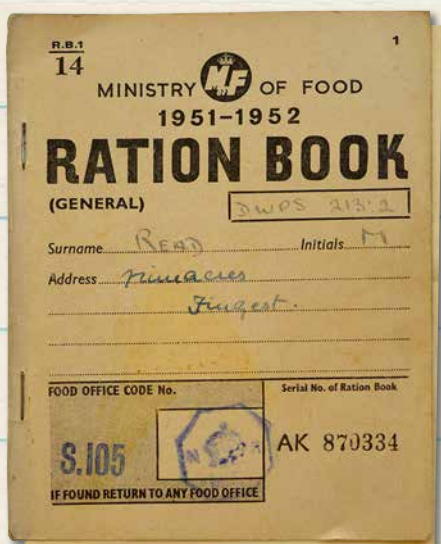 R.B.1
14
1
MINISTRY MF OF FOOD
1951–1952
RATION BOOK
(GENERAL)
DWPS 213:2
Surname READ Initials M
Address
Fingest.
FOOD OFFICE CODE No.
Serial No. of Ration Book
S.105
AK 870334
IF FOUND RETURN TO ANY FOOD OFFICE